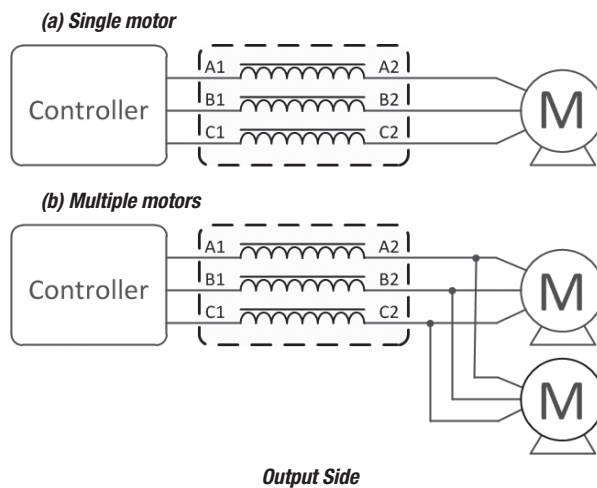 (a) Single motor
A1 A2
Controller B1 B2 M
C1 C2
(b) Multiple motors
A1 A2
Controller B1 B2 M
C1 C2
M
Output Side